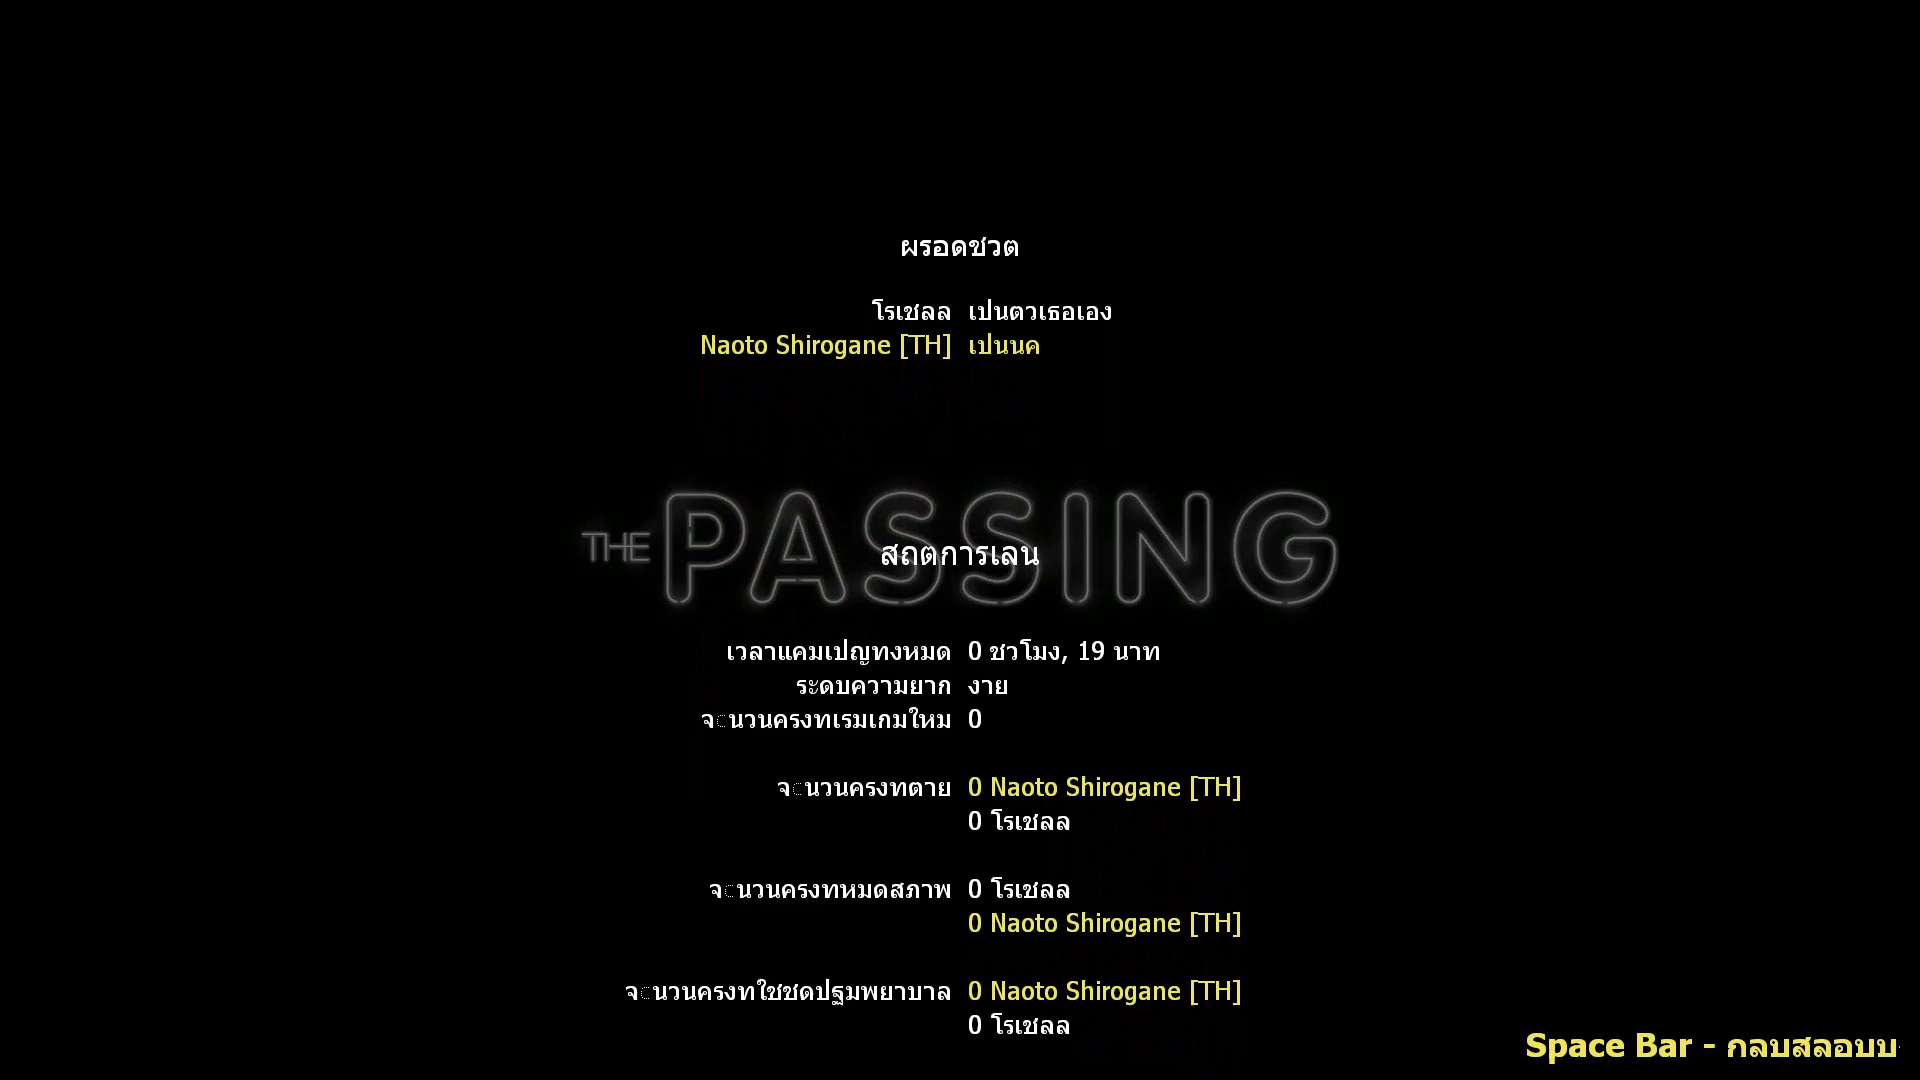 ผรอดชวต
โรเชลล เปนตวเธอเอง
Naoto Shirogane [TH] เปนนค
THE PASSING
สถตการเลน
เวลาแคมเปญทงหมด 0 ชวโมง, 19 นาท
ระดบความยาก งาย
จํนวนครงทเรมเกมใหม 0
จํนวนครงทตาย 0 Naoto Shirogane [TH]
0 โรเชลล
จํนวนครงทหมดสภาพ 0 โรเชลล
0 Naoto Shirogane [TH]
จํนวนครงทใชชดปฐมพยาบาล 0 Naoto Shirogane [TH]
0 โรเชลล
Space Bar - กลบสลอบบ